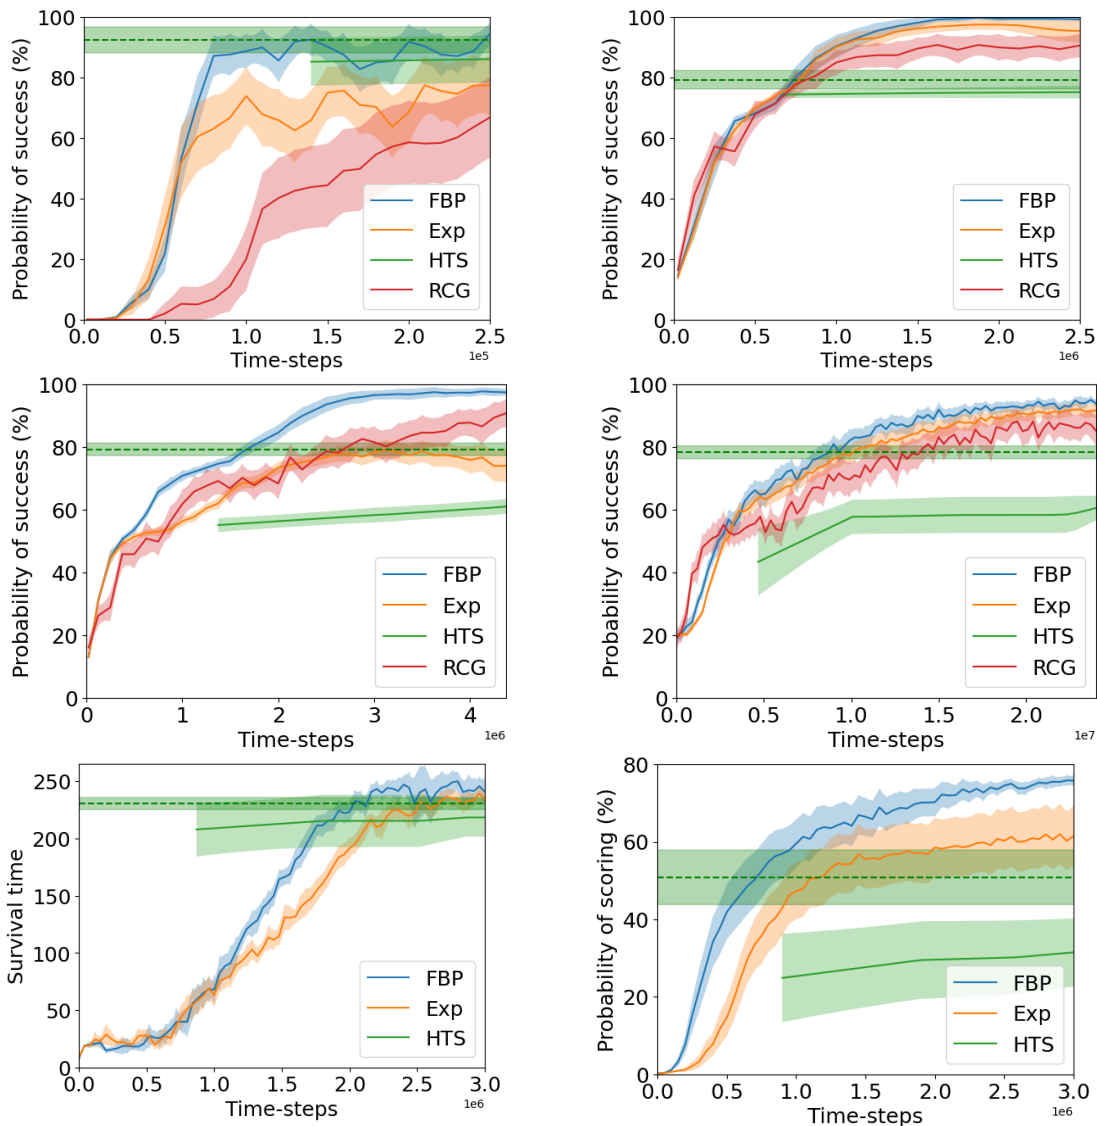 Probability of success (%)
100
80
60
40
20
0
0.0 0.5 1.0 1.5 2.0 2.5
1e5
Time-steps
FBP
Exp
HTS
RCG
Probability of success (%)
100
80
60
40
20
0
0.0 0.5 1.0 1.5 2.0 2.5
1e6
Time-steps
FBP
Exp
HTS
RCG
Probability of success (%)
100
80
60
40
20
0
0 1 2 3 4
1e6
Time-steps
FBP
Exp
HTS
RCG
Probability of success (%)
100
80
60
40
20
0
0.0 0.5 1.0 1.5 2.0
1e7
Time-steps
FBP
Exp
HTS
RCG
Survival time
250
200
150
100
50
0
0.0 0.5 1.0 1.5 2.0 2.5 3.0
1e6
Time-steps
FBP
Exp
HTS
Probability of scoring (%)
80
60
40
20
0
0.0 0.5 1.0 1.5 2.0 2.5 3.0
1e6
Time-steps
FBP
Exp
HTS